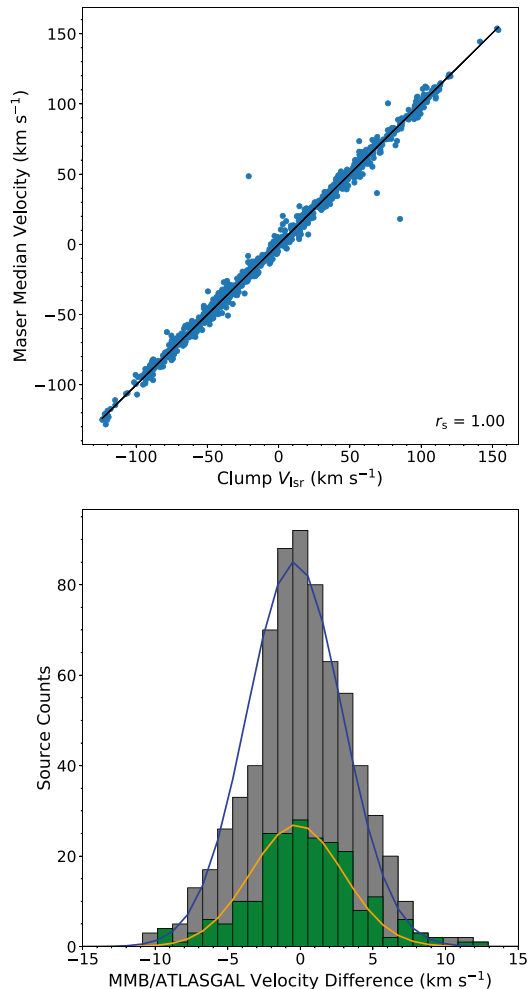 150
100
50
0
−50
−100
Maser Median Velocity (km s⁻¹)
rₛ = 1.00
−100 −50 0 50 100 150
Clump Vlsr (km s⁻¹)
80
60
40
20
0
Source Counts
−15 −10 −5 0 5 10 15
MMB/ATLASGAL Velocity Difference (km s⁻¹)